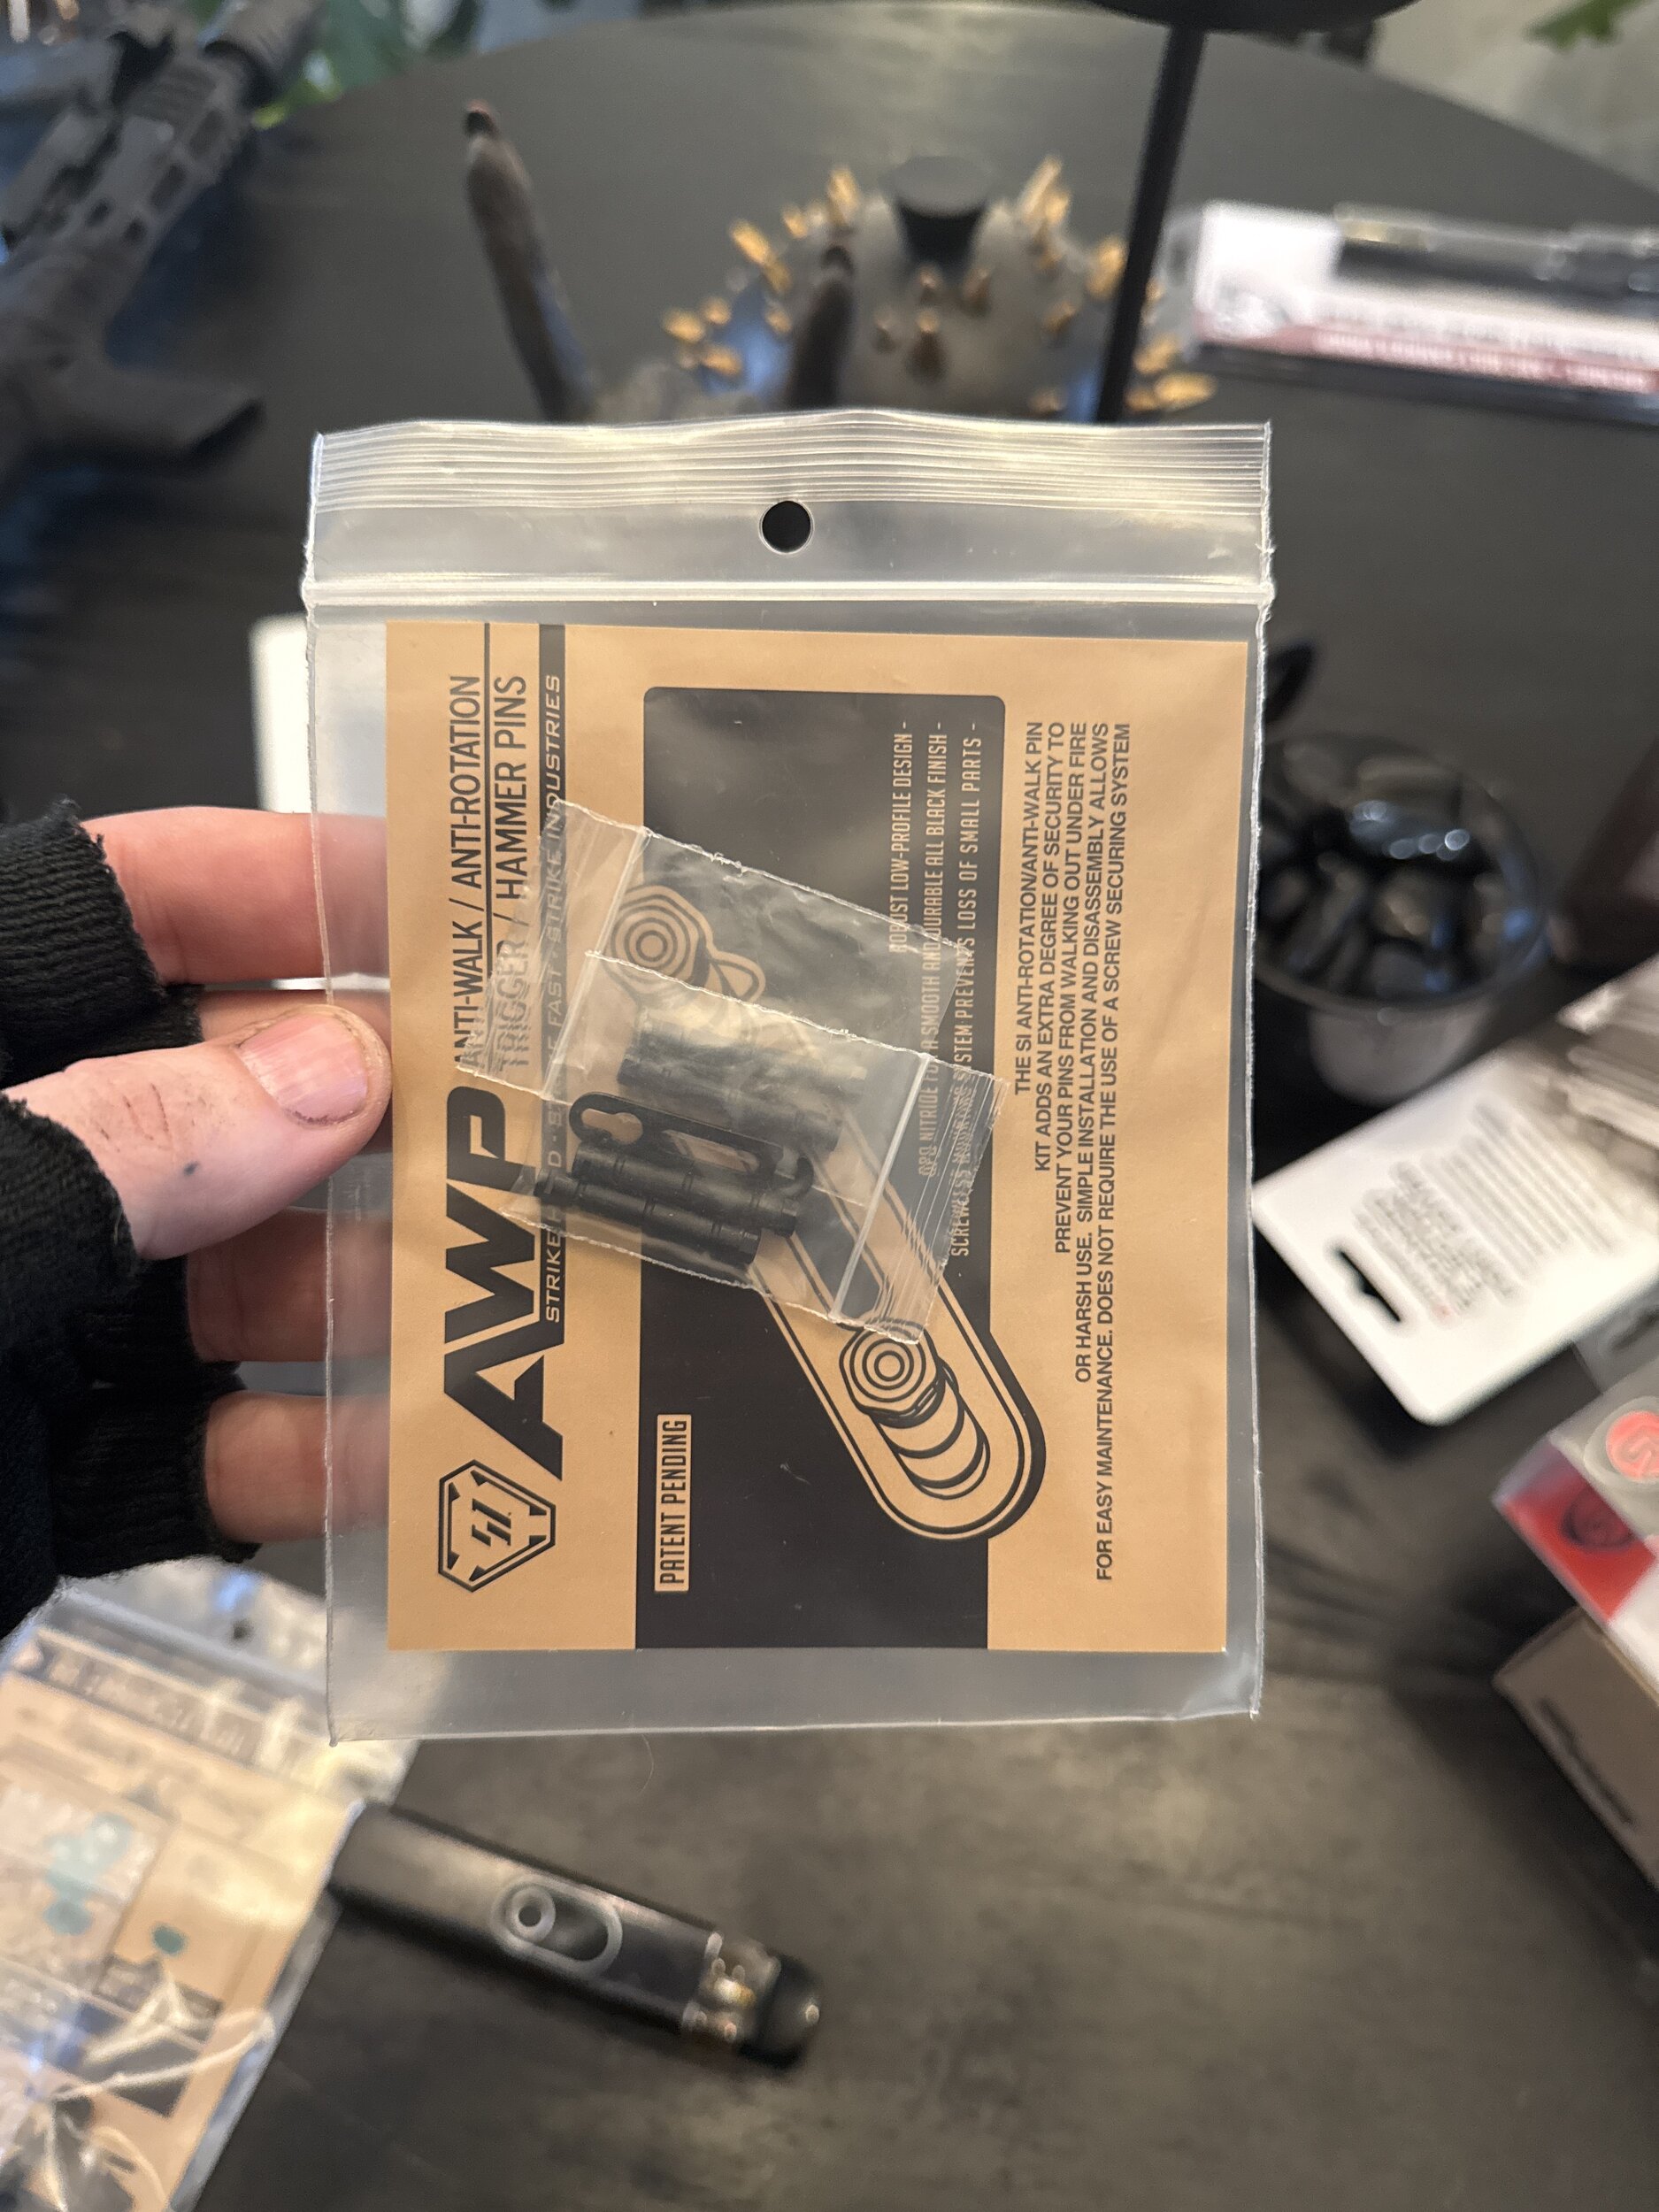 AWP
ANTI-WALK / ANTI-ROTATION
TRIGGER / HAMMER PINS
STRIKE FAST - STRIKE INDUSTRIES
PATENT PENDING
ROBUST LOW-PROFILE DESIGN -
QPQ NITRIDE FOR A SMOOTH AND DURABLE ALL BLACK FINISH -
SCREWLESS SYSTEM PREVENTS LOSS OF SMALL PARTS -
THE SI ANTI-ROTATION/ANTI-WALK PIN
KIT ADDS AN EXTRA DEGREE OF SECURITY TO
PREVENT YOUR PINS FROM WALKING OUT UNDER FIRE
OR HARSH USE. SIMPLE INSTALLATION AND DISASSEMBLY ALLOWS
FOR EASY MAINTENANCE. DOES NOT REQUIRE THE USE OF A SCREW SECURING SYSTEM